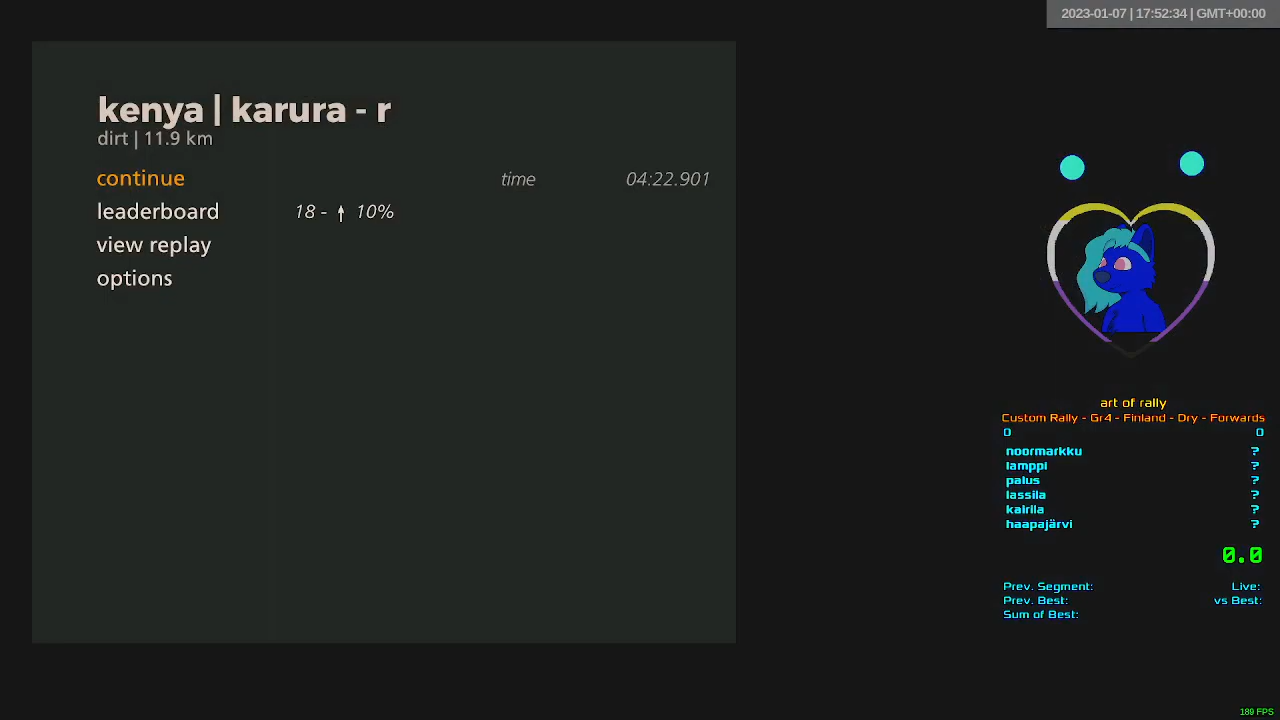 2023-01-07 | 17:52:34 | GMT+00:00
kenya | karura - r
dirt | 11.9 km
continue time 04:22.901
leaderboard 18 - ↑ 10%
view replay
options
art of rally
Custom Rally - Gr4 - Finland - Dry - Forwards
0 0
noormarkku ?
lamppi ?
palus ?
lassila ?
kairila ?
haapajärvi ?
0.0
Prev. Segment: Live:
Prev. Best: vs Best:
Sum of Best:
189 FPS